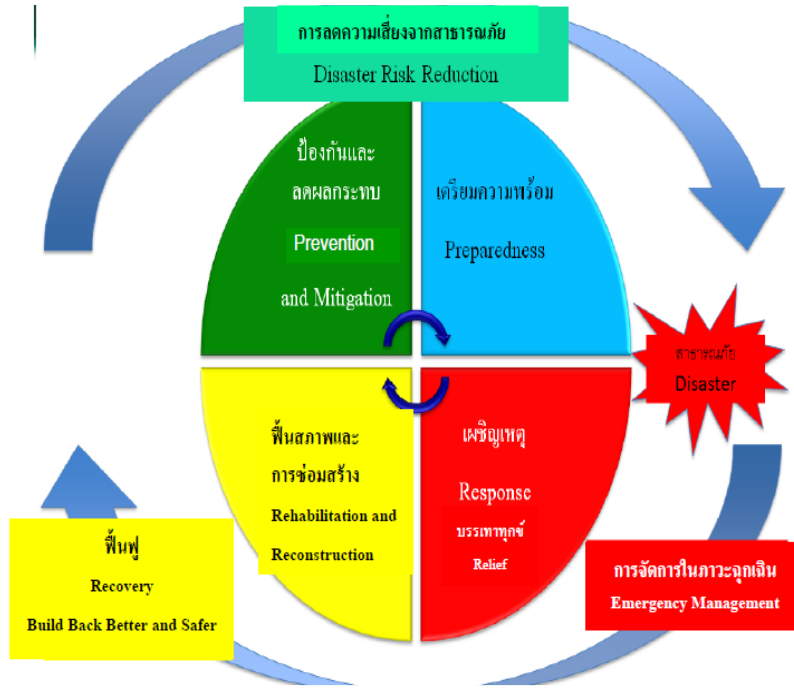 การลดความเสี่ยงจากสาธารณภัย
Disaster Risk Reduction
ป้องกันและ
ลดผลกระทบ
Prevention
and Mitigation
เตรียมความพร้อม
Preparedness
สาธารณภัย
Disaster
ฟื้นสภาพและ
การซ่อมสร้าง
Rehabilitation and
Reconstruction
เผชิญเหตุ
Response
บรรเทาทุกข์
Relief
ฟื้นฟู
Recovery
Build Back Better and Safer
การจัดการในภาวะฉุกเฉิน
Emergency Management